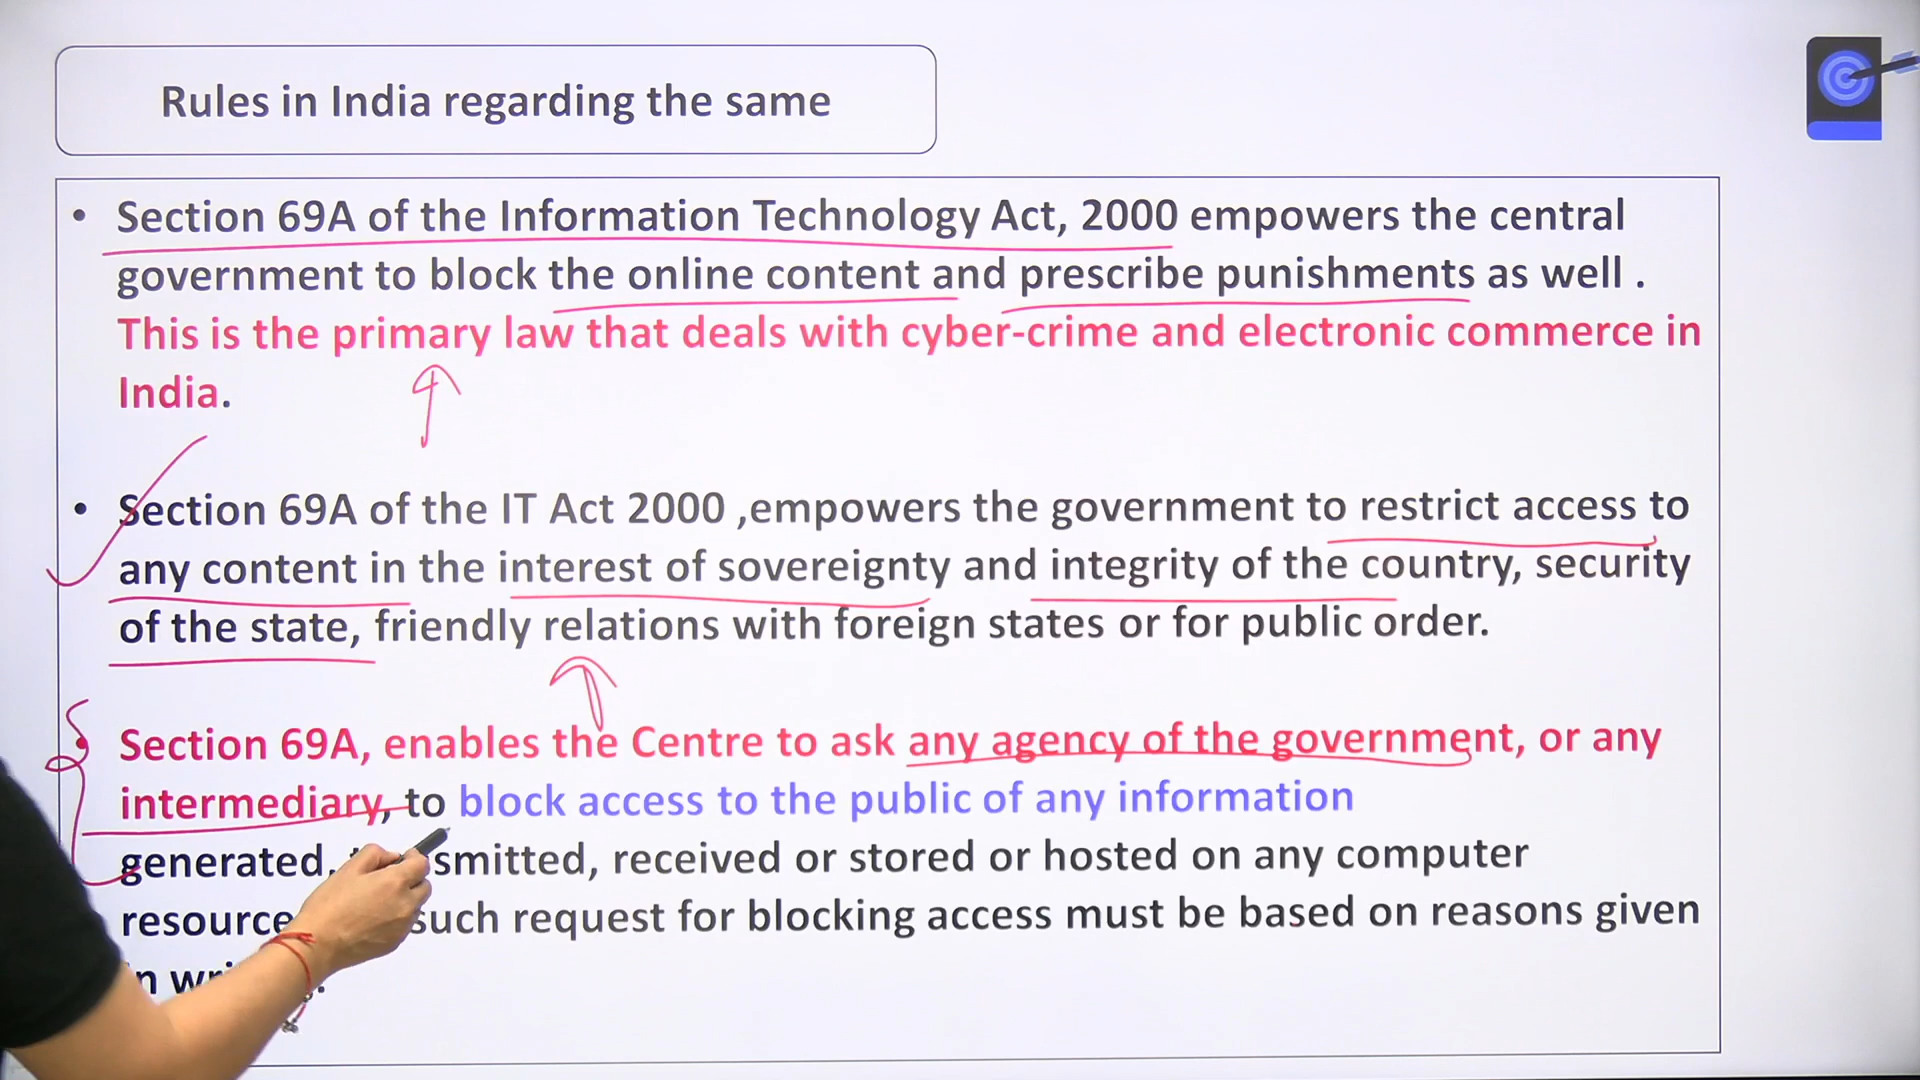 Rules in India regarding the same
• Section 69A of the Information Technology Act, 2000 empowers the central
government to block the online content and prescribe punishments as well .
This is the primary law that deals with cyber-crime and electronic commerce in
India.
• Section 69A of the IT Act 2000 ,empowers the government to restrict access to
any content in the interest of sovereignty and integrity of the country, security
of the state, friendly relations with foreign states or for public order.
• Section 69A, enables the Centre to ask any agency of the government, or any
intermediary, to block access to the public of any information
generated, received or stored or hosted on any computer
resource such request for blocking access must be based on reasons given